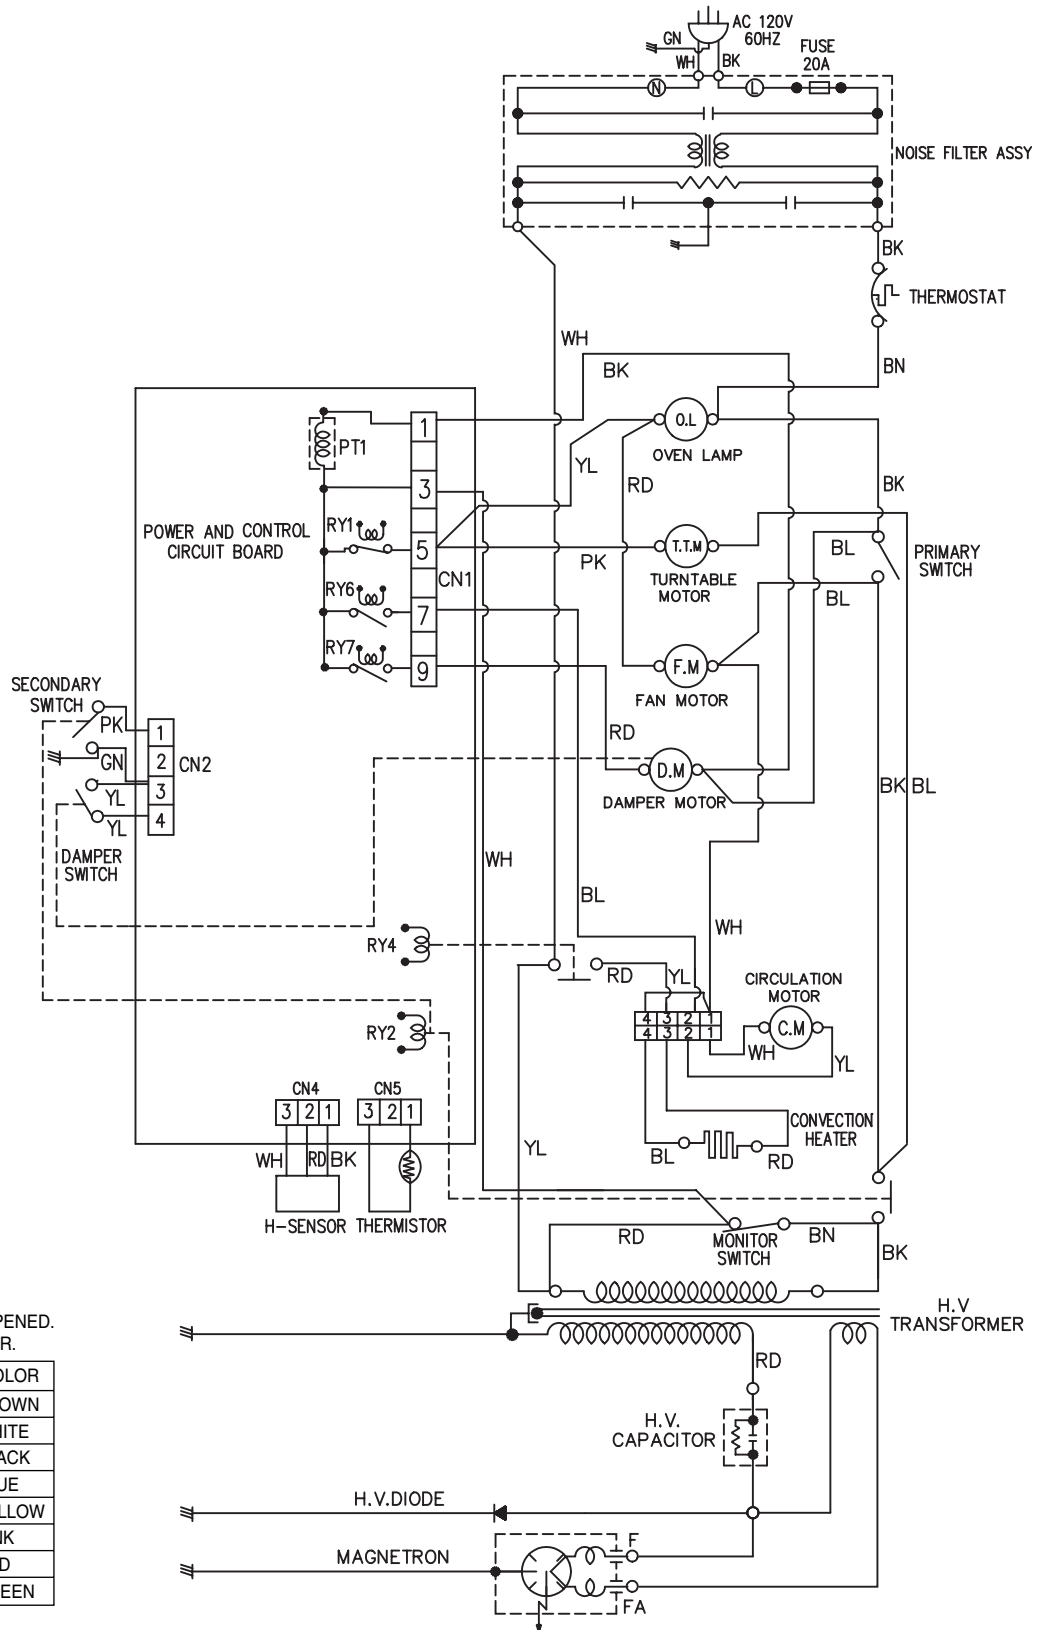 AC 120V
60HZ
GN
WH
BK
FUSE
20A
N
L
NOISE FILTER ASSY
BK
THERMOSTAT
WH
BN
BK
1
PT1
O.L
OVEN LAMP
YL
RD
BK
3
POWER AND CONTROL
CIRCUIT BOARD
RY1
5
CN1
PK
T.T.M
TURNTABLE
MOTOR
BL
PRIMARY
SWITCH
BL
RY6
7
RY7
9
F.M
FAN MOTOR
SECONDARY
SWITCH
PK
GN
YL
YL
1
2
3
4
CN2
DAMPER
SWITCH
RD
D.M
DAMPER MOTOR
BK
BL
WH
BL
WH
RY4
RD
YL
CIRCULATION
MOTOR
C.M
4 3 2 1
4 3 2 1
WH
YL
RY2
CN4
3 2 1
CN5
3 2 1
WH
RD
BK
H-SENSOR
THERMISTOR
YL
BL
RD
CONVECTION
HEATER
RD
MONITOR
SWITCH
BN
BK
H.V
TRANSFORMER
RD
H.V.
CAPACITOR
H.V.DIODE
MAGNETRON
F
FA
PENED.
R.
OLOR
OWN
HITE
ACK
UE
LLOW
NK
D
EEN